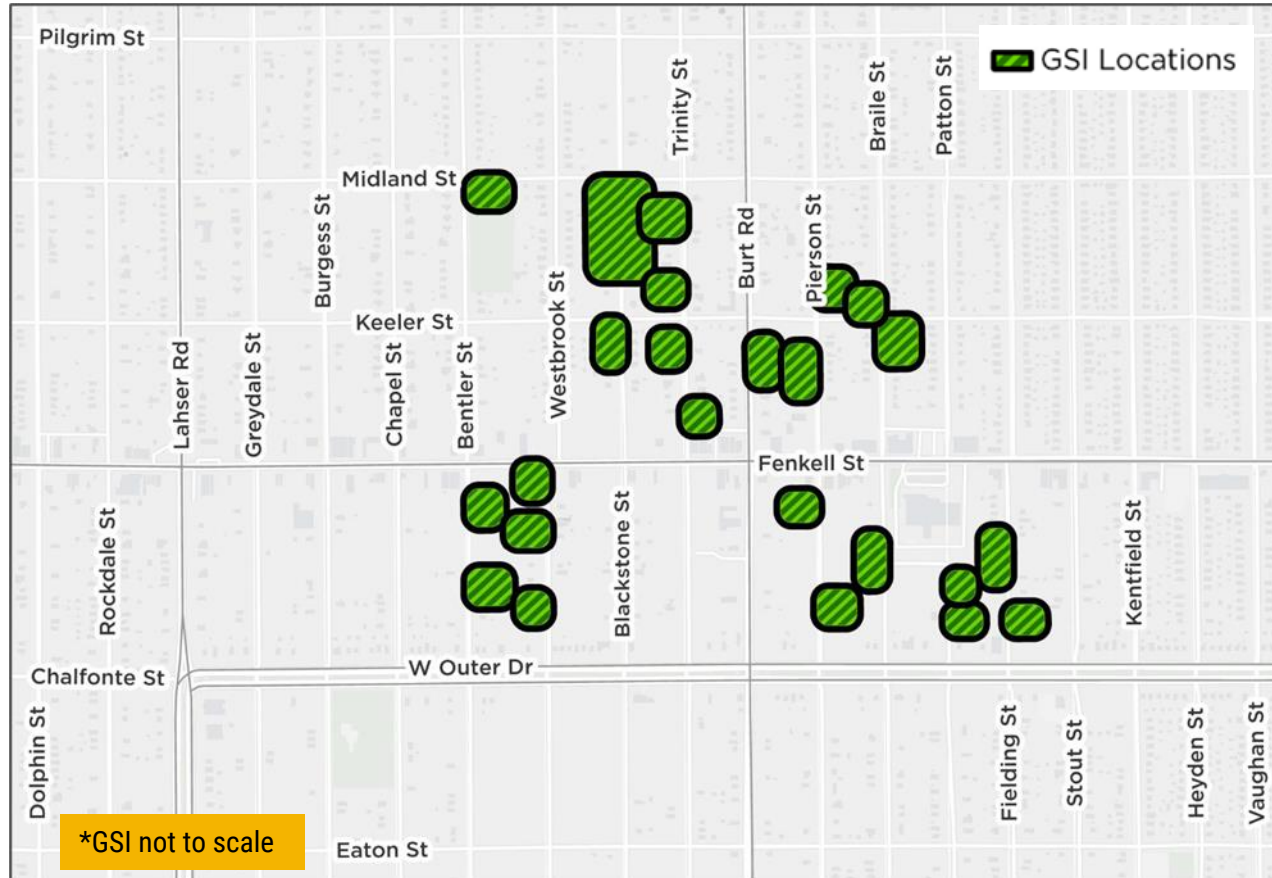 Pilgrim St
GSI Locations
Trinity St
Braile St
Patton St
Midland St
Burgess St
Pierson St
Burt Rd
Westbrook St
Keeler St
Lahser Rd
Greydale St
Chapel St
Bentler St
Fenkell St
Rockdale St
Blackstone St
Kentfield St
W Outer Dr
Chalfonte St
Dolphin St
Fielding St
Stout St
Heyden St
Vaughan St
*GSI not to scale
Eaton St